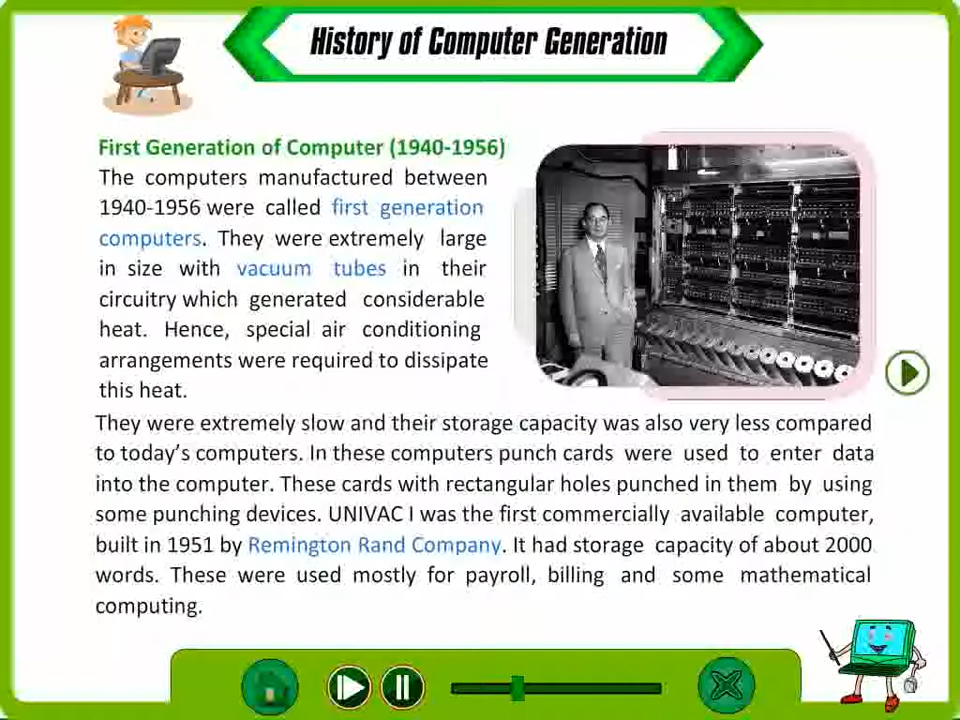 History of Computer Generation
First Generation of Computer (1940-1956)
The computers manufactured between
1940-1956 were called first generation
computers. They were extremely large
in size with vacuum tubes in their
circuitry which generated considerable
heat. Hence, special air conditioning
arrangements were required to dissipate
this heat.
They were extremely slow and their storage capacity was also very less compared
to today's computers. In these computers punch cards were used to enter data
into the computer. These cards with rectangular holes punched in them by using
some punching devices. UNIVAC I was the first commercially available computer,
built in 1951 by Remington Rand Company. It had storage capacity of about 2000
words. These were used mostly for payroll, billing and some mathematical
computing.